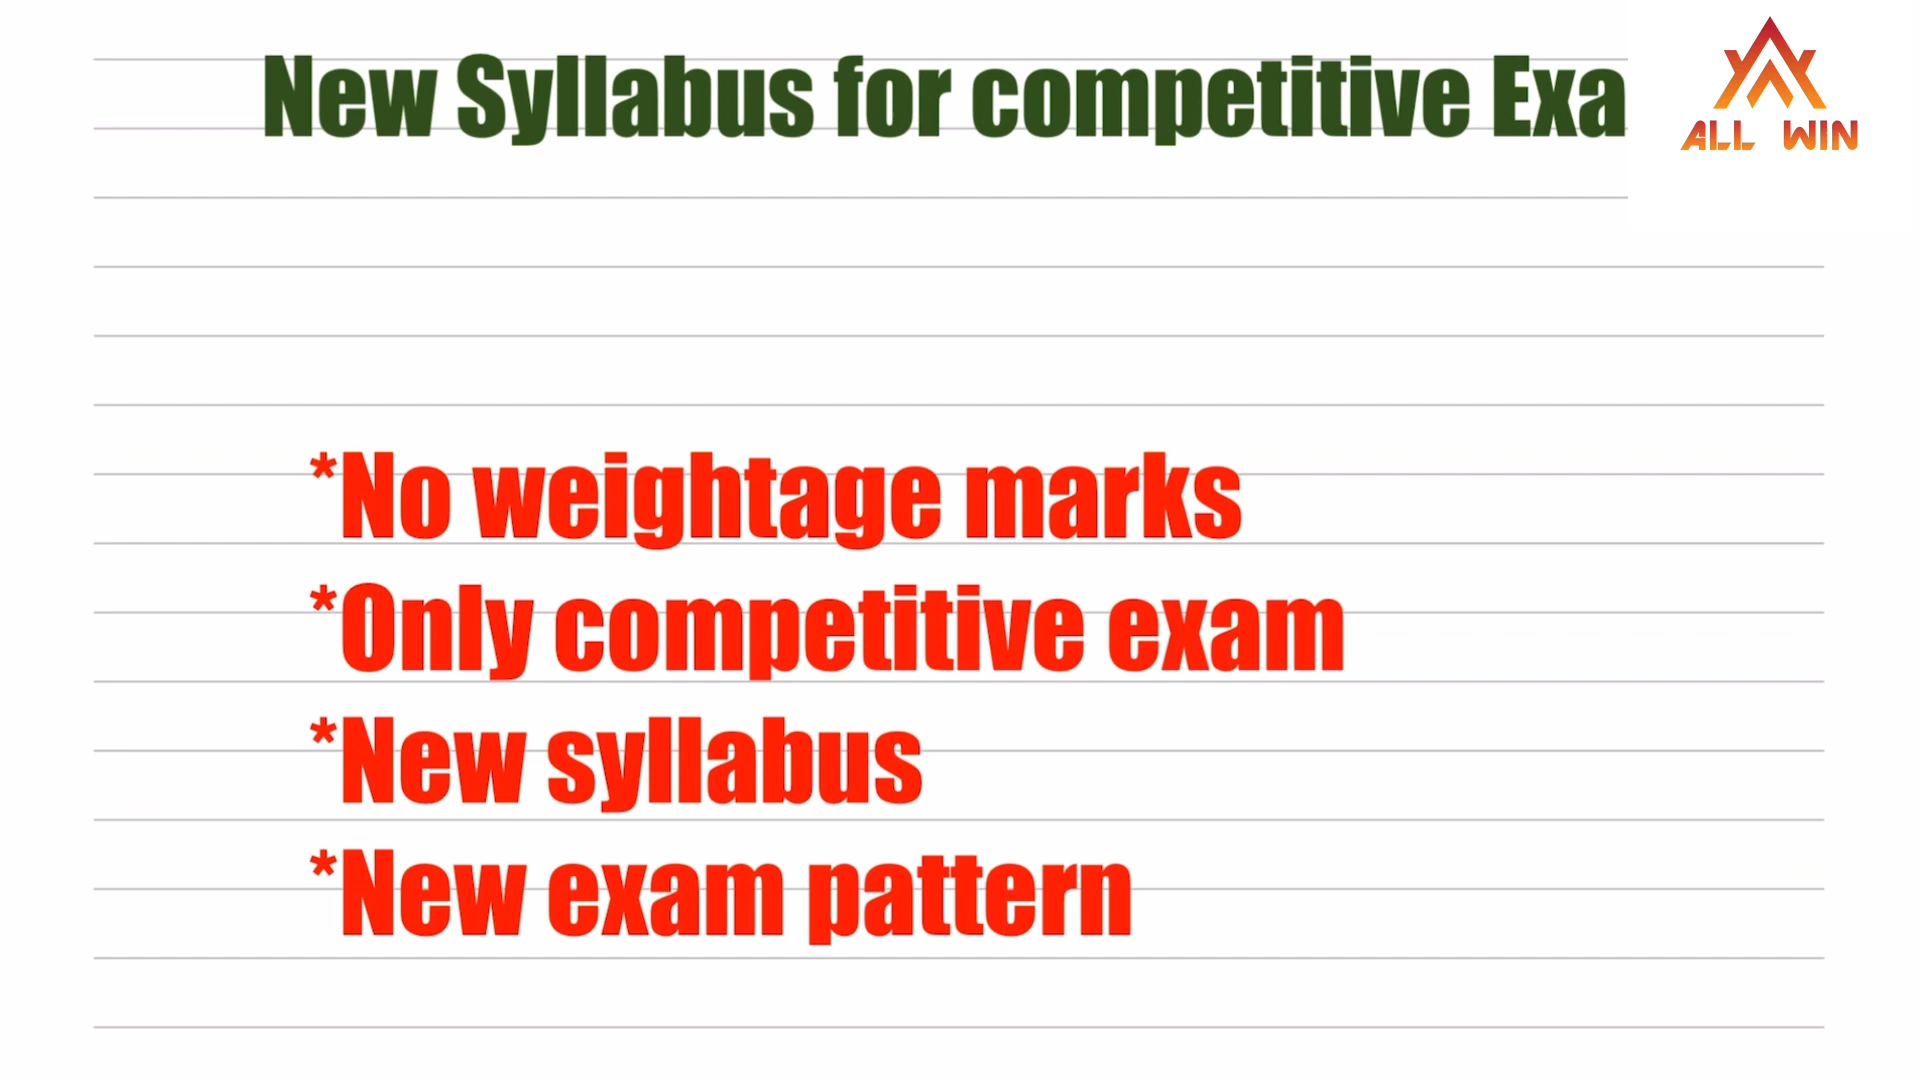 New Syllabus for competitive Exa
ALL WIN
*No weightage marks
*Only competitive exam
*New syllabus
*New exam pattern